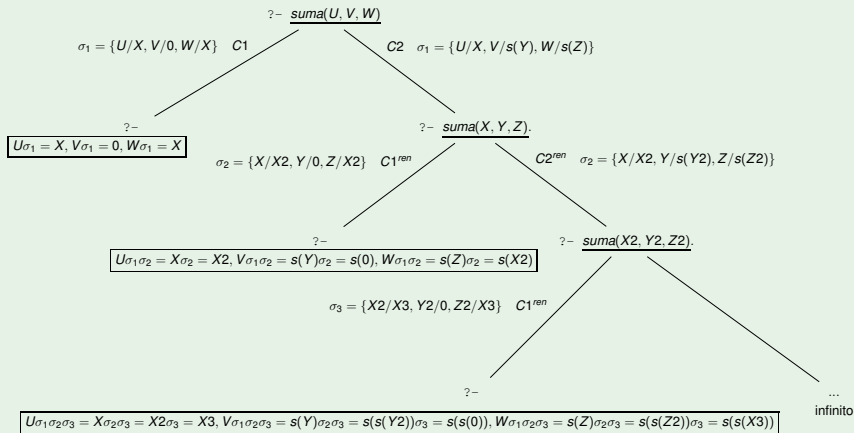 ?− suma(U, V, W)
σ₁ = {U/X, V/0, W/X} C1
C2 σ₁ = {U/X, V/s(Y), W/s(Z)}
?−
Uσ₁ = X, Vσ₁ = 0, Wσ₁ = X
?− suma(X, Y, Z).
σ₂ = {X/X2, Y/0, Z/X2} C1ʳᵉⁿ
C2ʳᵉⁿ σ₂ = {X/X2, Y/s(Y2), Z/s(Z2)}
?−
Uσ₁σ₂ = Xσ₂ = X2, Vσ₁σ₂ = s(Y)σ₂ = s(0), Wσ₁σ₂ = s(Z)σ₂ = s(X2)
?− suma(X2, Y2, Z2).
σ₃ = {X2/X3, Y2/0, Z2/X3} C1ʳᵉⁿ
?−
Uσ₁σ₂σ₃ = Xσ₂σ₃ = X2σ₃ = X3, Vσ₁σ₂σ₃ = s(Y)σ₂σ₃ = s(s(Y2))σ₃ = s(s(0)), Wσ₁σ₂σ₃ = s(Z)σ₂σ₃ = s(s(Z2))σ₃ = s(s(X3))
...
infinito